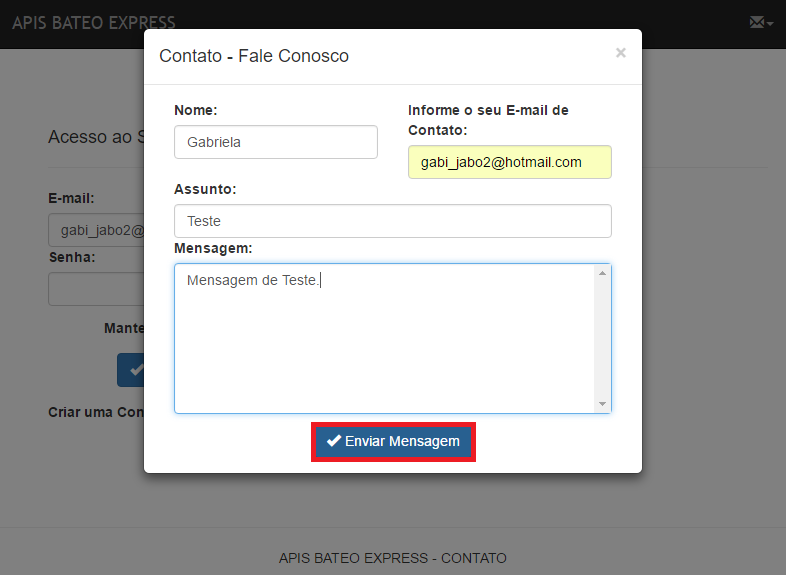 APIS BATEO EXPRESS
Contato - Fale Conosco
×
Nome:
Informe o seu E-mail de
Contato:
Gabriela
gabi_jabo2@hotmail.com
Assunto:
Teste
Mensagem:
Mensagem de Teste.
Enviar Mensagem
Acesso ao S
E-mail:
gabi_jabo2@
Senha:
Mante
Criar uma Con
APIS BATEO EXPRESS - CONTATO